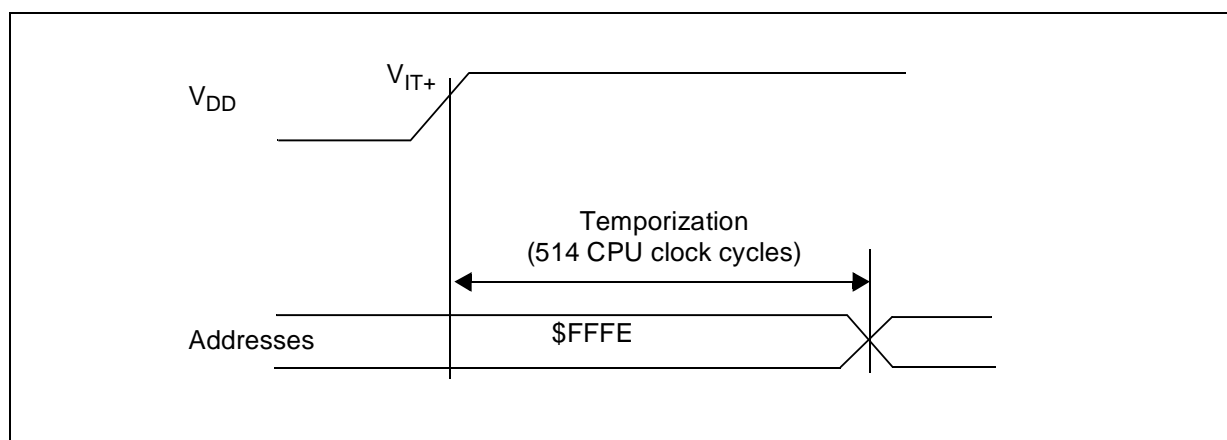 V_IT+
V_DD
Temporization
(514 CPU clock cycles)
Addresses
$FFFE